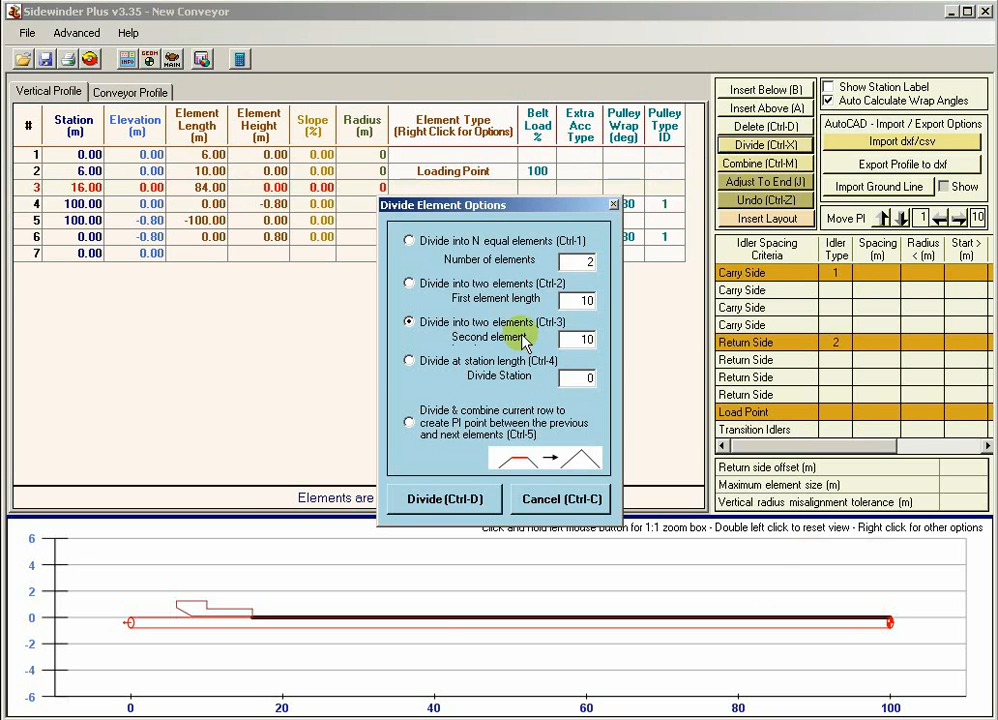 Sidewinder Plus v3.35 - New Conveyor
File Advanced Help
INFO GEOM MAIN
Vertical Profile Conveyor Profile
# Station (m) Elevation (m) Element Length (m) Element Height (m) Slope (%) Radius (m) Element Type (Right Click for Options) Belt Load % Extra Acc Type Pulley Wrap (deg) Pulley Type ID
1 0.00 0.00 6.00 0.00 0.00 0
2 6.00 0.00 10.00 0.00 0.00 0 Loading Point 100
3 16.00 0.00 84.00 0.00 0.00 0
4 100.00 0.00 0.00 -0.80 0.00 80 1
5 100.00 -0.80 -100.00 0.00 0.00
6 0.00 -0.80 0.00 0.80 0.00 80 1
7 0.00 0.00
Elements are
Divide Element Options
Divide into N equal elements (Ctrl-1)
Number of elements 2
Divide into two elements (Ctrl-2)
First element length 10
Divide into two elements (Ctrl-3)
Second element 10
Divide at station length (Ctrl-4)
Divide Station 0
Divide & combine current row to
create PI point between the previous
and next elements (Ctrl-5)
Divide (Ctrl-D) Cancel (Ctrl-C)
Insert Below (B)
Insert Above (A)
Delete (Ctrl-D)
Divide (Ctrl-X)
Combine (Ctrl-M)
Adjust To End (J)
Undo (Ctrl-Z)
Insert Layout
Show Station Label
Auto Calculate Wrap Angles
AutoCAD - Import / Export Options
Import dxf/csv
Export Profile to dxf
Import Ground Line Show
Move PI 1 10
Idler Spacing Criteria Idler Type Spacing (m) Radius < (m) Start > (m)
Carry Side 1
Carry Side
Carry Side
Carry Side
Return Side 2
Return Side
Return Side
Return Side
Load Point
Transition Idlers
Return side offset (m)
Maximum element size (m)
Vertical radius misalignment tolerance (m)
Click and hold left mouse button for 1:1 zoom box - Double left click to reset view - Right click for other options
6
4
2
0
-2
-4
-6
0 20 40 60 80 100